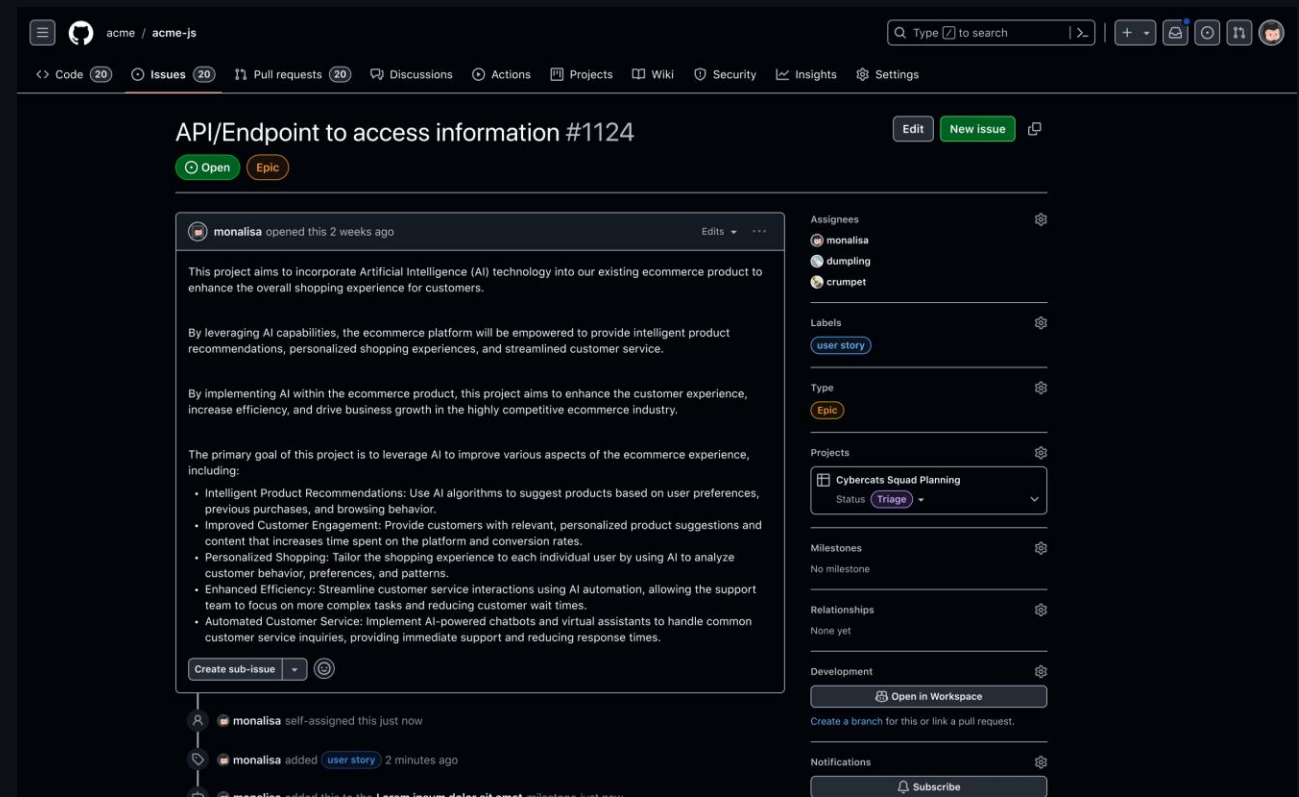 acme / acme-js
Type / to search
Code 20
Issues 20
Pull requests 20
Discussions
Actions
Projects
Wiki
Security
Insights
Settings
API/Endpoint to access information #1124
Edit
New issue
Open
Epic
monalisa opened this 2 weeks ago
Edits
This project aims to incorporate Artificial Intelligence (AI) technology into our existing ecommerce product to
enhance the overall shopping experience for customers.
By leveraging AI capabilities, the ecommerce platform will be empowered to provide intelligent product
recommendations, personalized shopping experiences, and streamlined customer service.
By implementing AI within the ecommerce product, this project aims to enhance the customer experience,
increase efficiency, and drive business growth in the highly competitive ecommerce industry.
The primary goal of this project is to leverage AI to improve various aspects of the ecommerce experience,
including:
• Intelligent Product Recommendations: Use AI algorithms to suggest products based on user preferences,
previous purchases, and browsing behavior.
• Improved Customer Engagement: Provide customers with relevant, personalized product suggestions and
content that increases time spent on the platform and conversion rates.
• Personalized Shopping: Tailor the shopping experience to each individual user by using AI to analyze
customer behavior, preferences, and patterns.
• Enhanced Efficiency: Streamline customer service interactions using AI automation, allowing the support
team to focus on more complex tasks and reducing customer wait times.
• Automated Customer Service: Implement AI-powered chatbots and virtual assistants to handle common
customer service inquiries, providing immediate support and reducing response times.
Create sub-issue
monalisa self-assigned this just now
monalisa added user story 2 minutes ago
monalisa added this to the Lorem ipsum dolor sit amet milestone just now
Assignees
monalisa
dumpling
crumpet
Labels
user story
Type
Epic
Projects
Cybercats Squad Planning
Status Triage
Milestones
No milestone
Relationships
None yet
Development
Open in Workspace
Create a branch for this or link a pull request.
Notifications
Subscribe